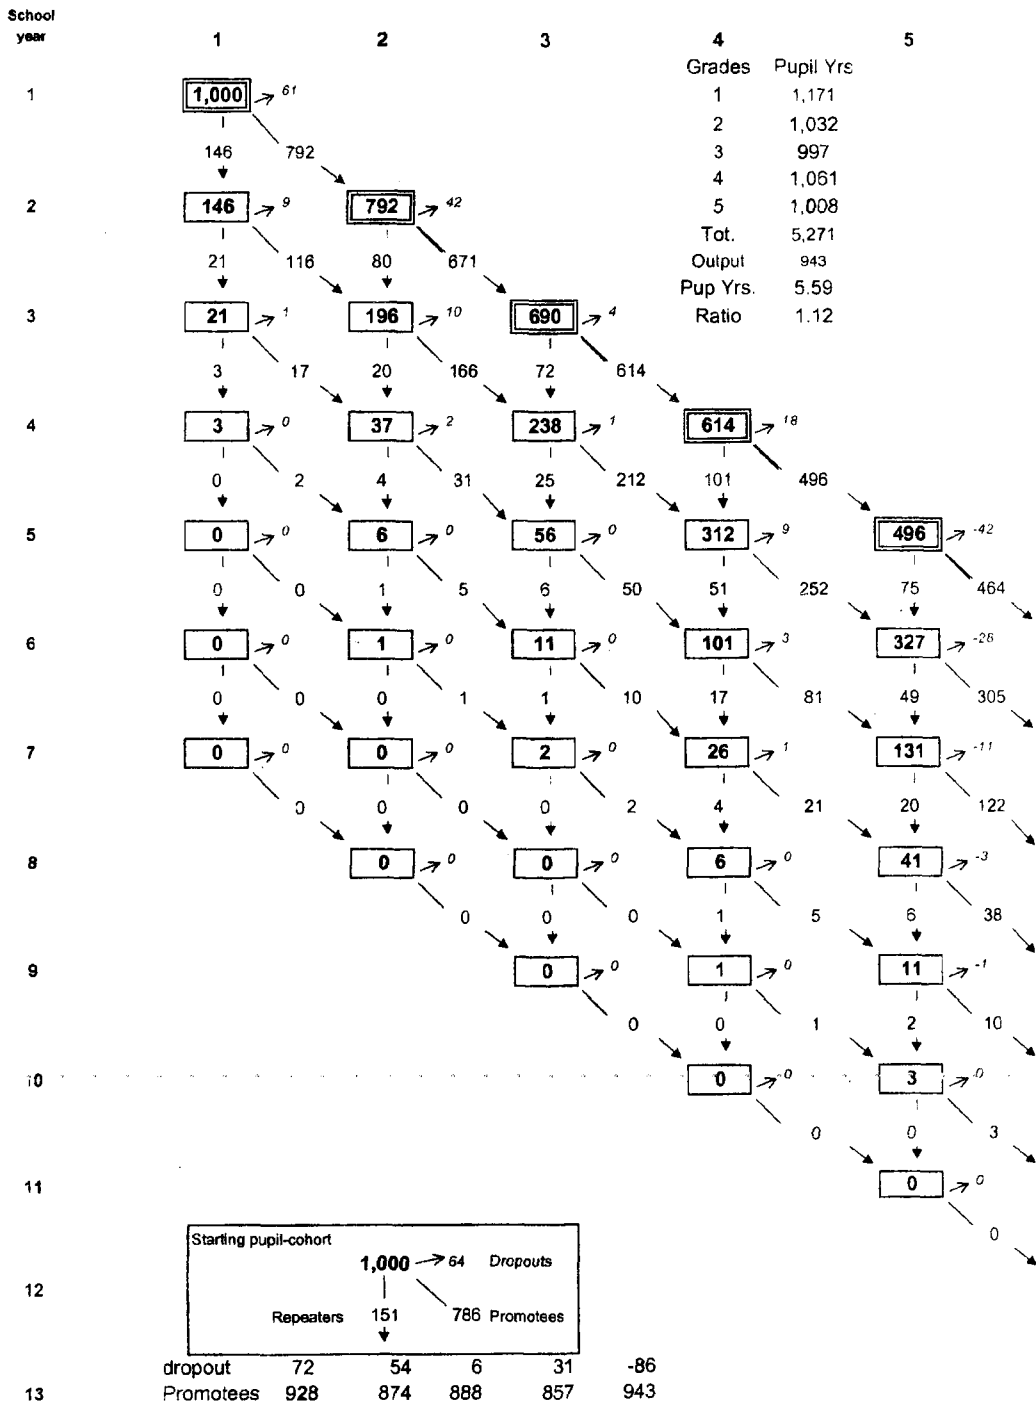 School
year 1 2 3 4 5
Grades Pupil Yrs
1 1,000 61 1 1,171
2 1,032
146 792 3 997
4 1,061
2 146 9 792 42 5 1,008
Tot. 5,271
21 116 80 671 Output 943
Pup Yrs. 5.59
3 21 1 196 10 690 4 Ratio 1.12
3 17 20 166 72 614
4 3 0 37 2 238 1 614 18
0 2 4 31 25 212 101 496
5 0 0 6 0 56 0 312 9 496 -42
0 0 1 5 6 50 51 252 75 464
6 0 0 1 0 11 0 101 3 327 -28
0 0 0 1 1 10 17 81 49 305
7 0 0 0 0 2 0 26 1 131 -11
0 0 0 0 2 4 21 20 122
8 0 0 0 0 6 0 41 -3
0 0 0 1 5 6 38
9 0 0 1 0 11 -1
0 0 1 2 10
10 0 0 3 0
0 0 3
11 0 0
0
Starting pupil-cohort
1,000 64 Dropouts
12
Repeaters 151 786 Promotees
dropout 72 54 6 31 -86
13 Promotees 928 874 888 857 943